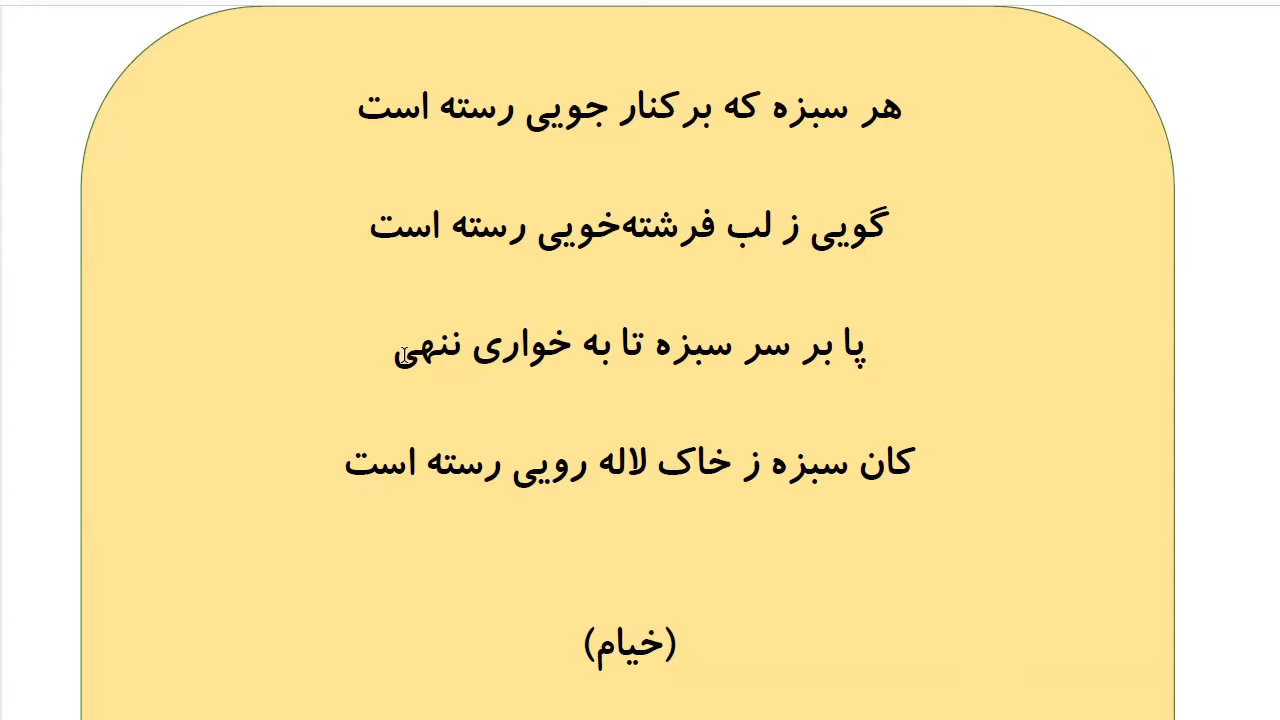 هر سبزه که برکنار جویی رسته است
گویی ز لب فرشته‌خویی رسته است
پا بر سر سبزه تا به خواری ننهی
کان سبزه ز خاک لاله رویی رسته است
(خیام)